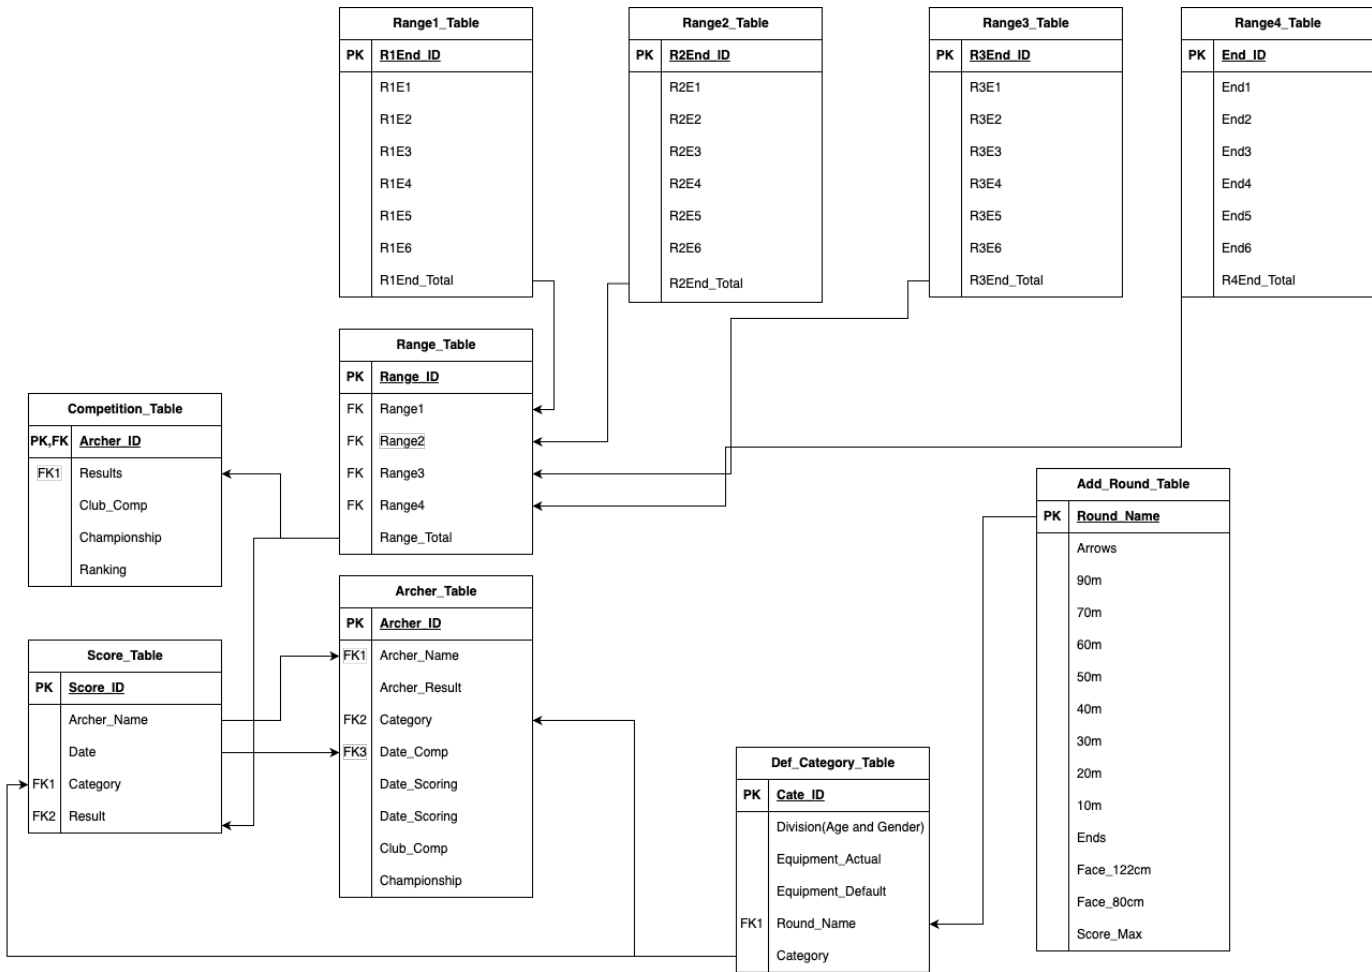 Range1_Table
PK R1End_ID
R1E1
R1E2
R1E3
R1E4
R1E5
R1E6
R1End_Total
Range2_Table
PK R2End_ID
R2E1
R2E2
R2E3
R2E4
R2E5
R2E6
R2End_Total
Range3_Table
PK R3End_ID
R3E1
R3E2
R3E3
R3E4
R3E5
R3E6
R3End_Total
Range4_Table
PK End_ID
End1
End2
End3
End4
End5
End6
R4End_Total
Range_Table
PK Range_ID
FK Range1
FK Range2
FK Range3
FK Range4
Range_Total
Competition_Table
PK,FK Archer_ID
FK1 Results
Club_Comp
Championship
Ranking
Add_Round_Table
PK Round_Name
Arrows
90m
70m
60m
50m
40m
30m
20m
10m
Ends
Face_122cm
Face_80cm
Score_Max
Archer_Table
PK Archer_ID
FK1 Archer_Name
Archer_Result
FK2 Category
FK3 Date_Comp
Date_Scoring
Date_Scoring
Club_Comp
Championship
Score_Table
PK Score_ID
Archer_Name
Date
FK1 Category
FK2 Result
Def_Category_Table
PK Cate_ID
Division(Age and Gender)
Equipment_Actual
Equipment_Default
FK1 Round_Name
Category